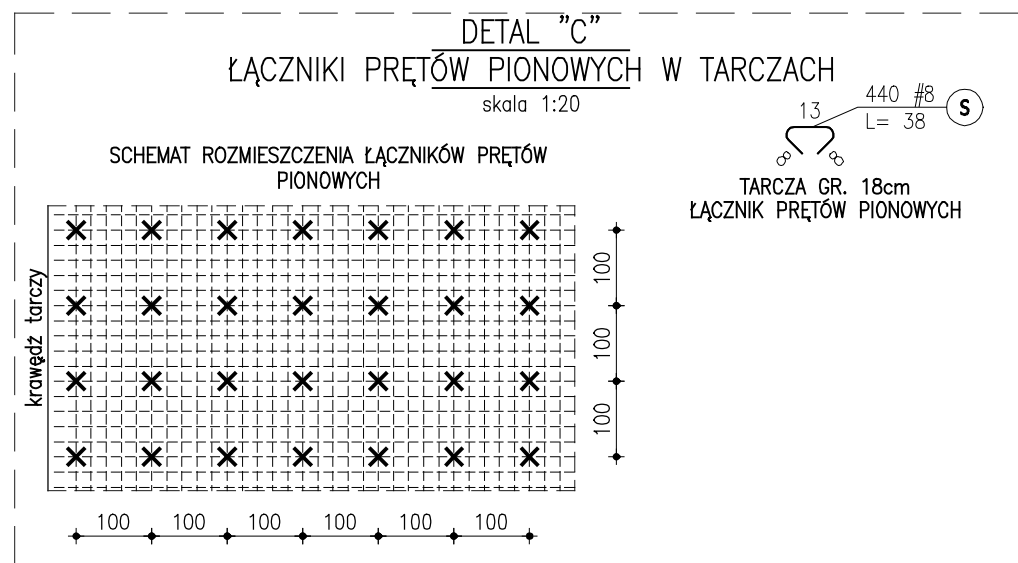 DETAL "C"
ŁĄCZNIKI PRĘTÓW PIONOWYCH W TARCZACH
skala 1:20
440 #8
L= 38
S
13
8 8
TARCZA GR. 18cm
ŁĄCZNIK PRĘTÓW PIONOWYCH
SCHEMAT ROZMIESZCZENIA ŁĄCZNIKÓW PRĘTÓW
PIONOWYCH
krawędź tarczy
100
100
100
100 100 100 100 100 100